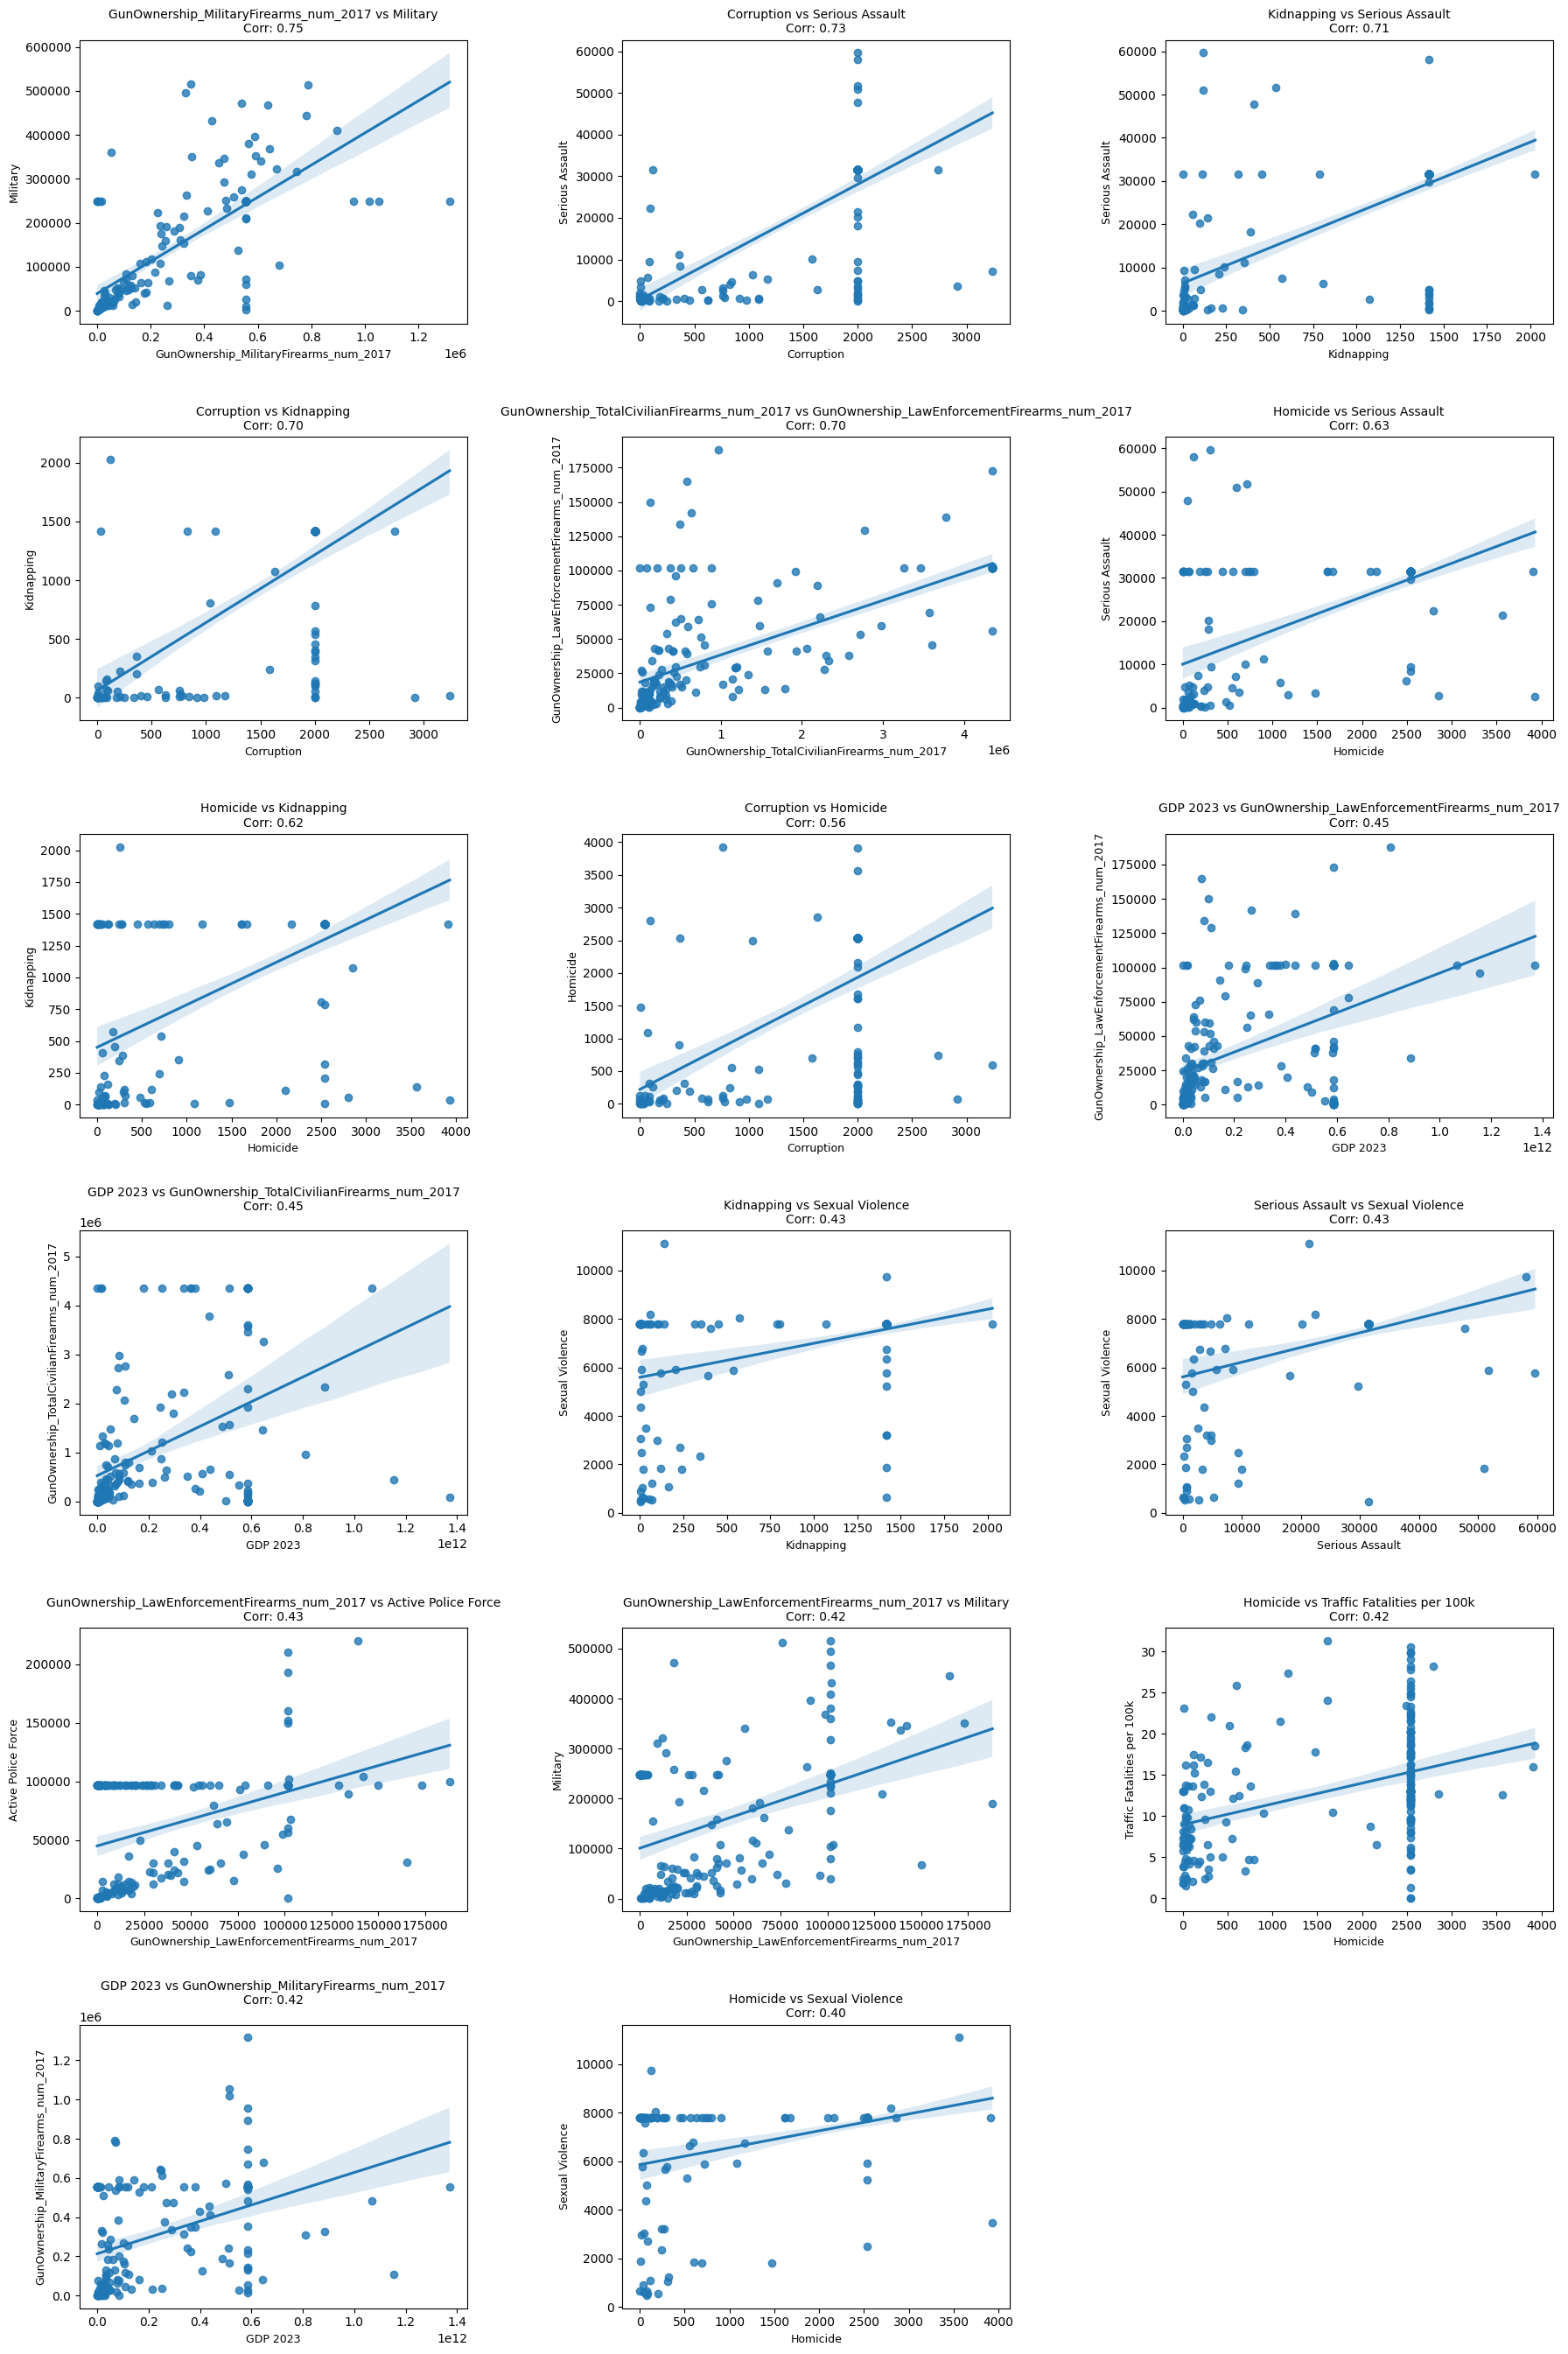 GunOwnership_MilitaryFirearms_num_2017 vs Military
Corr: 0.75
Military
600000
500000
400000
300000
200000
100000
0
0.0 0.2 0.4 0.6 0.8 1.0 1.2
1e6
GunOwnership_MilitaryFirearms_num_2017
Corruption vs Serious Assault
Corr: 0.73
Serious Assault
60000
50000
40000
30000
20000
10000
0
0 500 1000 1500 2000 2500 3000
Corruption
Kidnapping vs Serious Assault
Corr: 0.71
Serious Assault
60000
50000
40000
30000
20000
10000
0
0 250 500 750 1000 1250 1500 1750 2000
Kidnapping
Corruption vs Kidnapping
Corr: 0.70
Kidnapping
2000
1500
1000
500
0
0 500 1000 1500 2000 2500 3000
Corruption
GunOwnership_TotalCivilianFirearms_num_2017 vs GunOwnership_LawEnforcementFirearms_num_2017
Corr: 0.70
GunOwnership_LawEnforcementFirearms_num_2017
175000
150000
125000
100000
75000
50000
25000
0
0 1 2 3 4
1e6
GunOwnership_TotalCivilianFirearms_num_2017
Homicide vs Serious Assault
Corr: 0.63
Serious Assault
60000
50000
40000
30000
20000
10000
0
0 500 1000 1500 2000 2500 3000 3500 4000
Homicide
Homicide vs Kidnapping
Corr: 0.62
Kidnapping
2000
1750
1500
1250
1000
750
500
250
0
0 500 1000 1500 2000 2500 3000 3500 4000
Homicide
Corruption vs Homicide
Corr: 0.56
Homicide
4000
3500
3000
2500
2000
1500
1000
500
0
0 500 1000 1500 2000 2500 3000
Corruption
GDP 2023 vs GunOwnership_LawEnforcementFirearms_num_2017
Corr: 0.45
GunOwnership_LawEnforcementFirearms_num_2017
175000
150000
125000
100000
75000
50000
25000
0
0.0 0.2 0.4 0.6 0.8 1.0 1.2 1.4
1e12
GDP 2023
GDP 2023 vs GunOwnership_TotalCivilianFirearms_num_2017
Corr: 0.45
1e6
GunOwnership_TotalCivilianFirearms_num_2017
5
4
3
2
1
0
0.0 0.2 0.4 0.6 0.8 1.0 1.2 1.4
1e12
GDP 2023
Kidnapping vs Sexual Violence
Corr: 0.43
Sexual Violence
10000
8000
6000
4000
2000
0
0 250 500 750 1000 1250 1500 1750 2000
Kidnapping
Serious Assault vs Sexual Violence
Corr: 0.43
Sexual Violence
10000
8000
6000
4000
2000
0
0 10000 20000 30000 40000 50000 60000
Serious Assault
GunOwnership_LawEnforcementFirearms_num_2017 vs Active Police Force
Corr: 0.43
Active Police Force
200000
150000
100000
50000
0
0 25000 50000 75000 100000 125000 150000 175000
GunOwnership_LawEnforcementFirearms_num_2017
GunOwnership_LawEnforcementFirearms_num_2017 vs Military
Corr: 0.42
Military
500000
400000
300000
200000
100000
0
0 25000 50000 75000 100000 125000 150000 175000
GunOwnership_LawEnforcementFirearms_num_2017
Homicide vs Traffic Fatalities per 100k
Corr: 0.42
Traffic Fatalities per 100k
30
25
20
15
10
5
0
0 500 1000 1500 2000 2500 3000 3500 4000
Homicide
GDP 2023 vs GunOwnership_MilitaryFirearms_num_2017
Corr: 0.42
1e6
GunOwnership_MilitaryFirearms_num_2017
1.2
1.0
0.8
0.6
0.4
0.2
0.0
0.0 0.2 0.4 0.6 0.8 1.0 1.2 1.4
1e12
GDP 2023
Homicide vs Sexual Violence
Corr: 0.40
Sexual Violence
10000
8000
6000
4000
2000
0
0 500 1000 1500 2000 2500 3000 3500 4000
Homicide